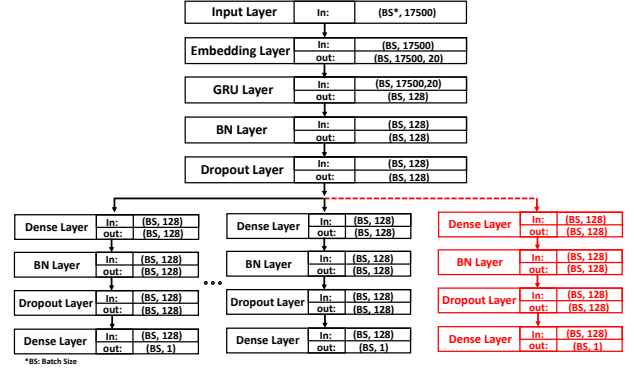 Input Layer In: (BS*, 17500)
Embedding Layer In: (BS, 17500)
out: (BS, 17500, 20)
GRU Layer In: (BS, 17500,20)
out: (BS, 128)
BN Layer In: (BS, 128)
out: (BS, 128)
Dropout Layer In: (BS, 128)
out: (BS, 128)
Dense Layer In: (BS, 128)
out: (BS, 128)
BN Layer In: (BS, 128)
out: (BS, 128)
Dropout Layer In: (BS, 128)
out: (BS, 128)
Dense Layer In: (BS, 128)
out: (BS, 1)
...
Dense Layer In: (BS, 128)
out: (BS, 128)
BN Layer In: (BS, 128)
out: (BS, 128)
Dropout Layer In: (BS, 128)
out: (BS, 128)
Dense Layer In: (BS, 128)
out: (BS, 1)
Dense Layer In: (BS, 128)
out: (BS, 128)
BN Layer In: (BS, 128)
out: (BS, 128)
Dropout Layer In: (BS, 128)
out: (BS, 128)
Dense Layer In: (BS, 128)
out: (BS, 1)
*BS: Batch Size